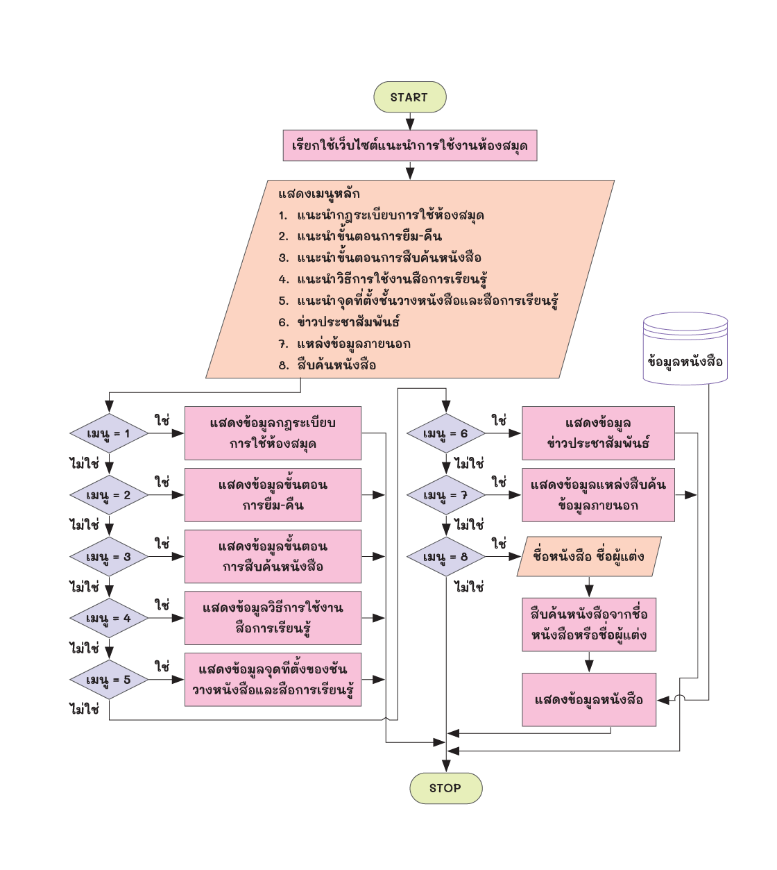 START
เรียกใช้เว็บไซต์แนะนำการใช้งานห้องสมุด
แสดงเมนูหลัก
1. แนะนำกฎระเบียบการใช้ห้องสมุด
2. แนะนำขั้นตอนการยืม-คืน
3. แนะนำขั้นตอนการสืบค้นหนังสือ
4. แนะนำวิธีการใช้งานสื่อการเรียนรู้
5. แนะนำจุดที่ตั้งชั้นวางหนังสือและสื่อการเรียนรู้
6. ข่าวประชาสัมพันธ์
7. แหล่งข้อมูลภายนอก
8. สืบค้นหนังสือ
ข้อมูลหนังสือ
เมนู = 1
ใช่
แสดงข้อมูลกฎระเบียบ
การใช้ห้องสมุด
ไม่ใช่
เมนู = 2
ใช่
แสดงข้อมูลขั้นตอน
การยืม-คืน
ไม่ใช่
เมนู = 3
ใช่
แสดงข้อมูลขั้นตอน
การสืบค้นหนังสือ
ไม่ใช่
เมนู = 4
ใช่
แสดงข้อมูลวิธีการใช้งาน
สื่อการเรียนรู้
ไม่ใช่
เมนู = 5
ใช่
แสดงข้อมูลจุดที่ตั้งของชั้น
วางหนังสือและสื่อการเรียนรู้
ไม่ใช่
เมนู = 6
ใช่
แสดงข้อมูล
ข่าวประชาสัมพันธ์
ไม่ใช่
เมนู = 7
ใช่
แสดงข้อมูลแหล่งสืบค้น
ข้อมูลภายนอก
ไม่ใช่
เมนู = 8
ใช่
ชื่อหนังสือ ชื่อผู้แต่ง
ไม่ใช่
สืบค้นหนังสือจากชื่อ
หนังสือหรือชื่อผู้แต่ง
แสดงข้อมูลหนังสือ
STOP